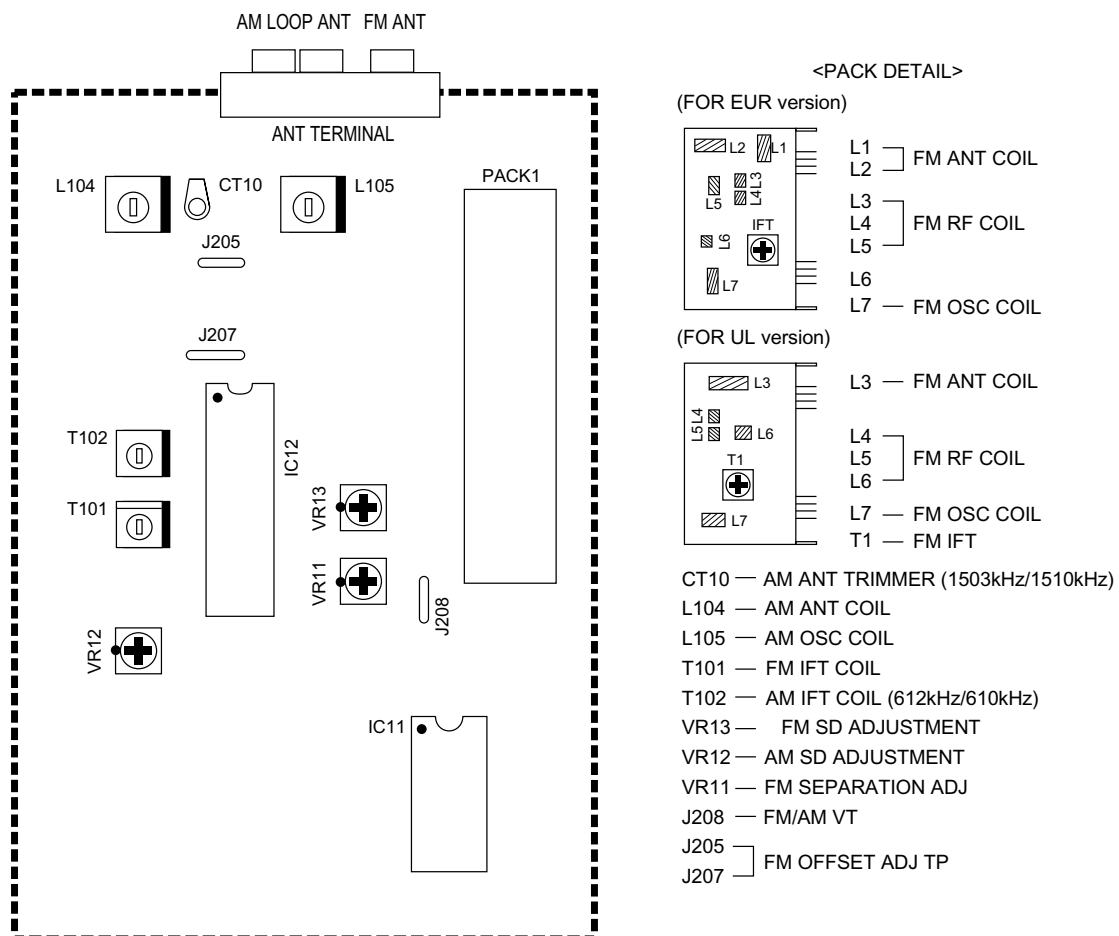 AM LOOP ANT FM ANT
ANT TERMINAL
L104
CT10
L105
PACK1
J205
J207
T102
T101
IC12
VR13
VR11
J208
VR12
IC11
<PACK DETAIL>
(FOR EUR version)
L2
L1
L5
L4
L3
L6
IFT
L7
L1
L2
FM ANT COIL
L3
L4
L5
FM RF COIL
L6
L7 — FM OSC COIL
(FOR UL version)
L3
L5
L4
L6
T1
L7
L3 — FM ANT COIL
L4
L5
L6
FM RF COIL
L7 — FM OSC COIL
T1 — FM IFT
CT10 — AM ANT TRIMMER (1503kHz/1510kHz)
L104 — AM ANT COIL
L105 — AM OSC COIL
T101 — FM IFT COIL
T102 — AM IFT COIL (612kHz/610kHz)
VR13 — FM SD ADJUSTMENT
VR12 — AM SD ADJUSTMENT
VR11 — FM SEPARATION ADJ
J208 — FM/AM VT
J205
J207
FM OFFSET ADJ TP